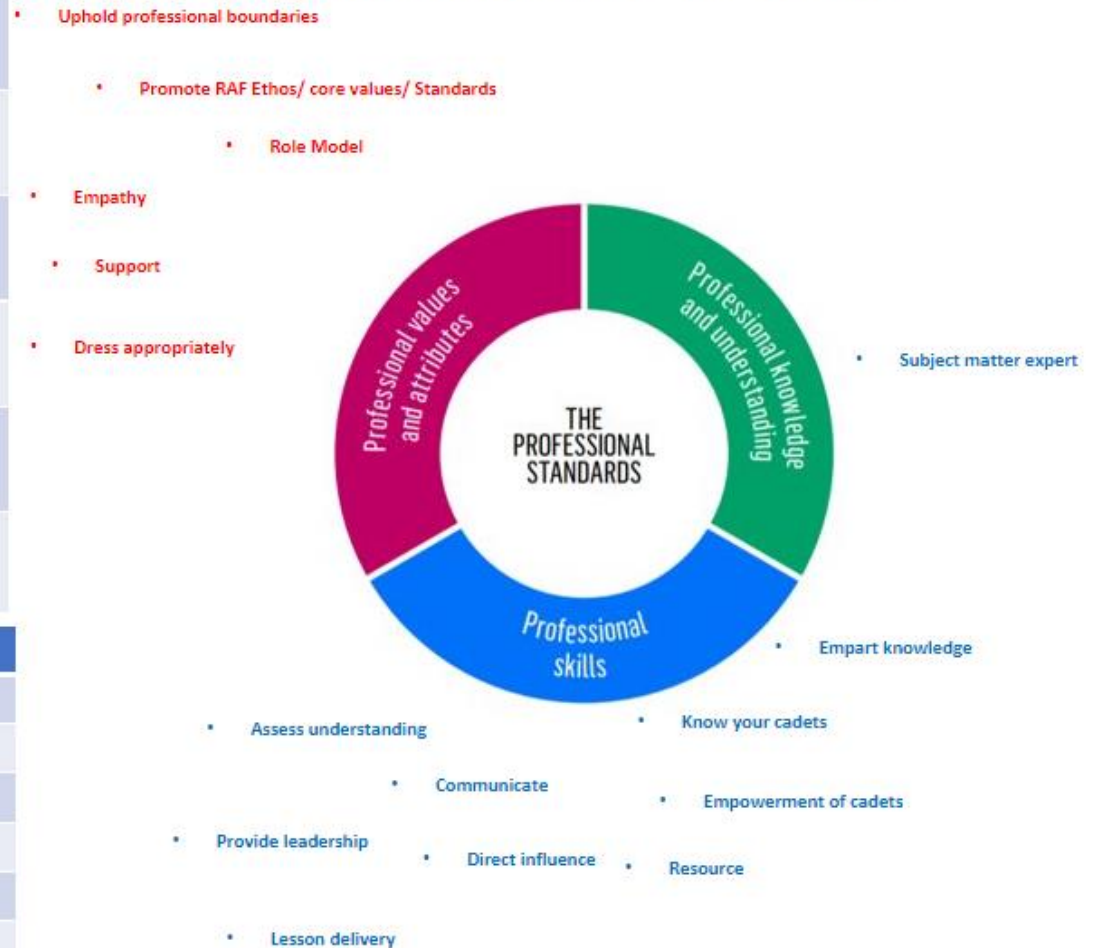 • Uphold professional boundaries
• Promote RAF Ethos/ core values/ Standards
• Role Model
• Empathy
• Support
• Dress appropriately
Professional values
and attributes
Professional knowledge
and understanding
THE
PROFESSIONAL
STANDARDS
• Subject matter expert
Professional
skills
• Empart knowledge
• Know your cadets
• Assess understanding
• Communicate
• Empowerment of cadets
• Provide leadership
• Direct influence
• Resource
• Lesson delivery